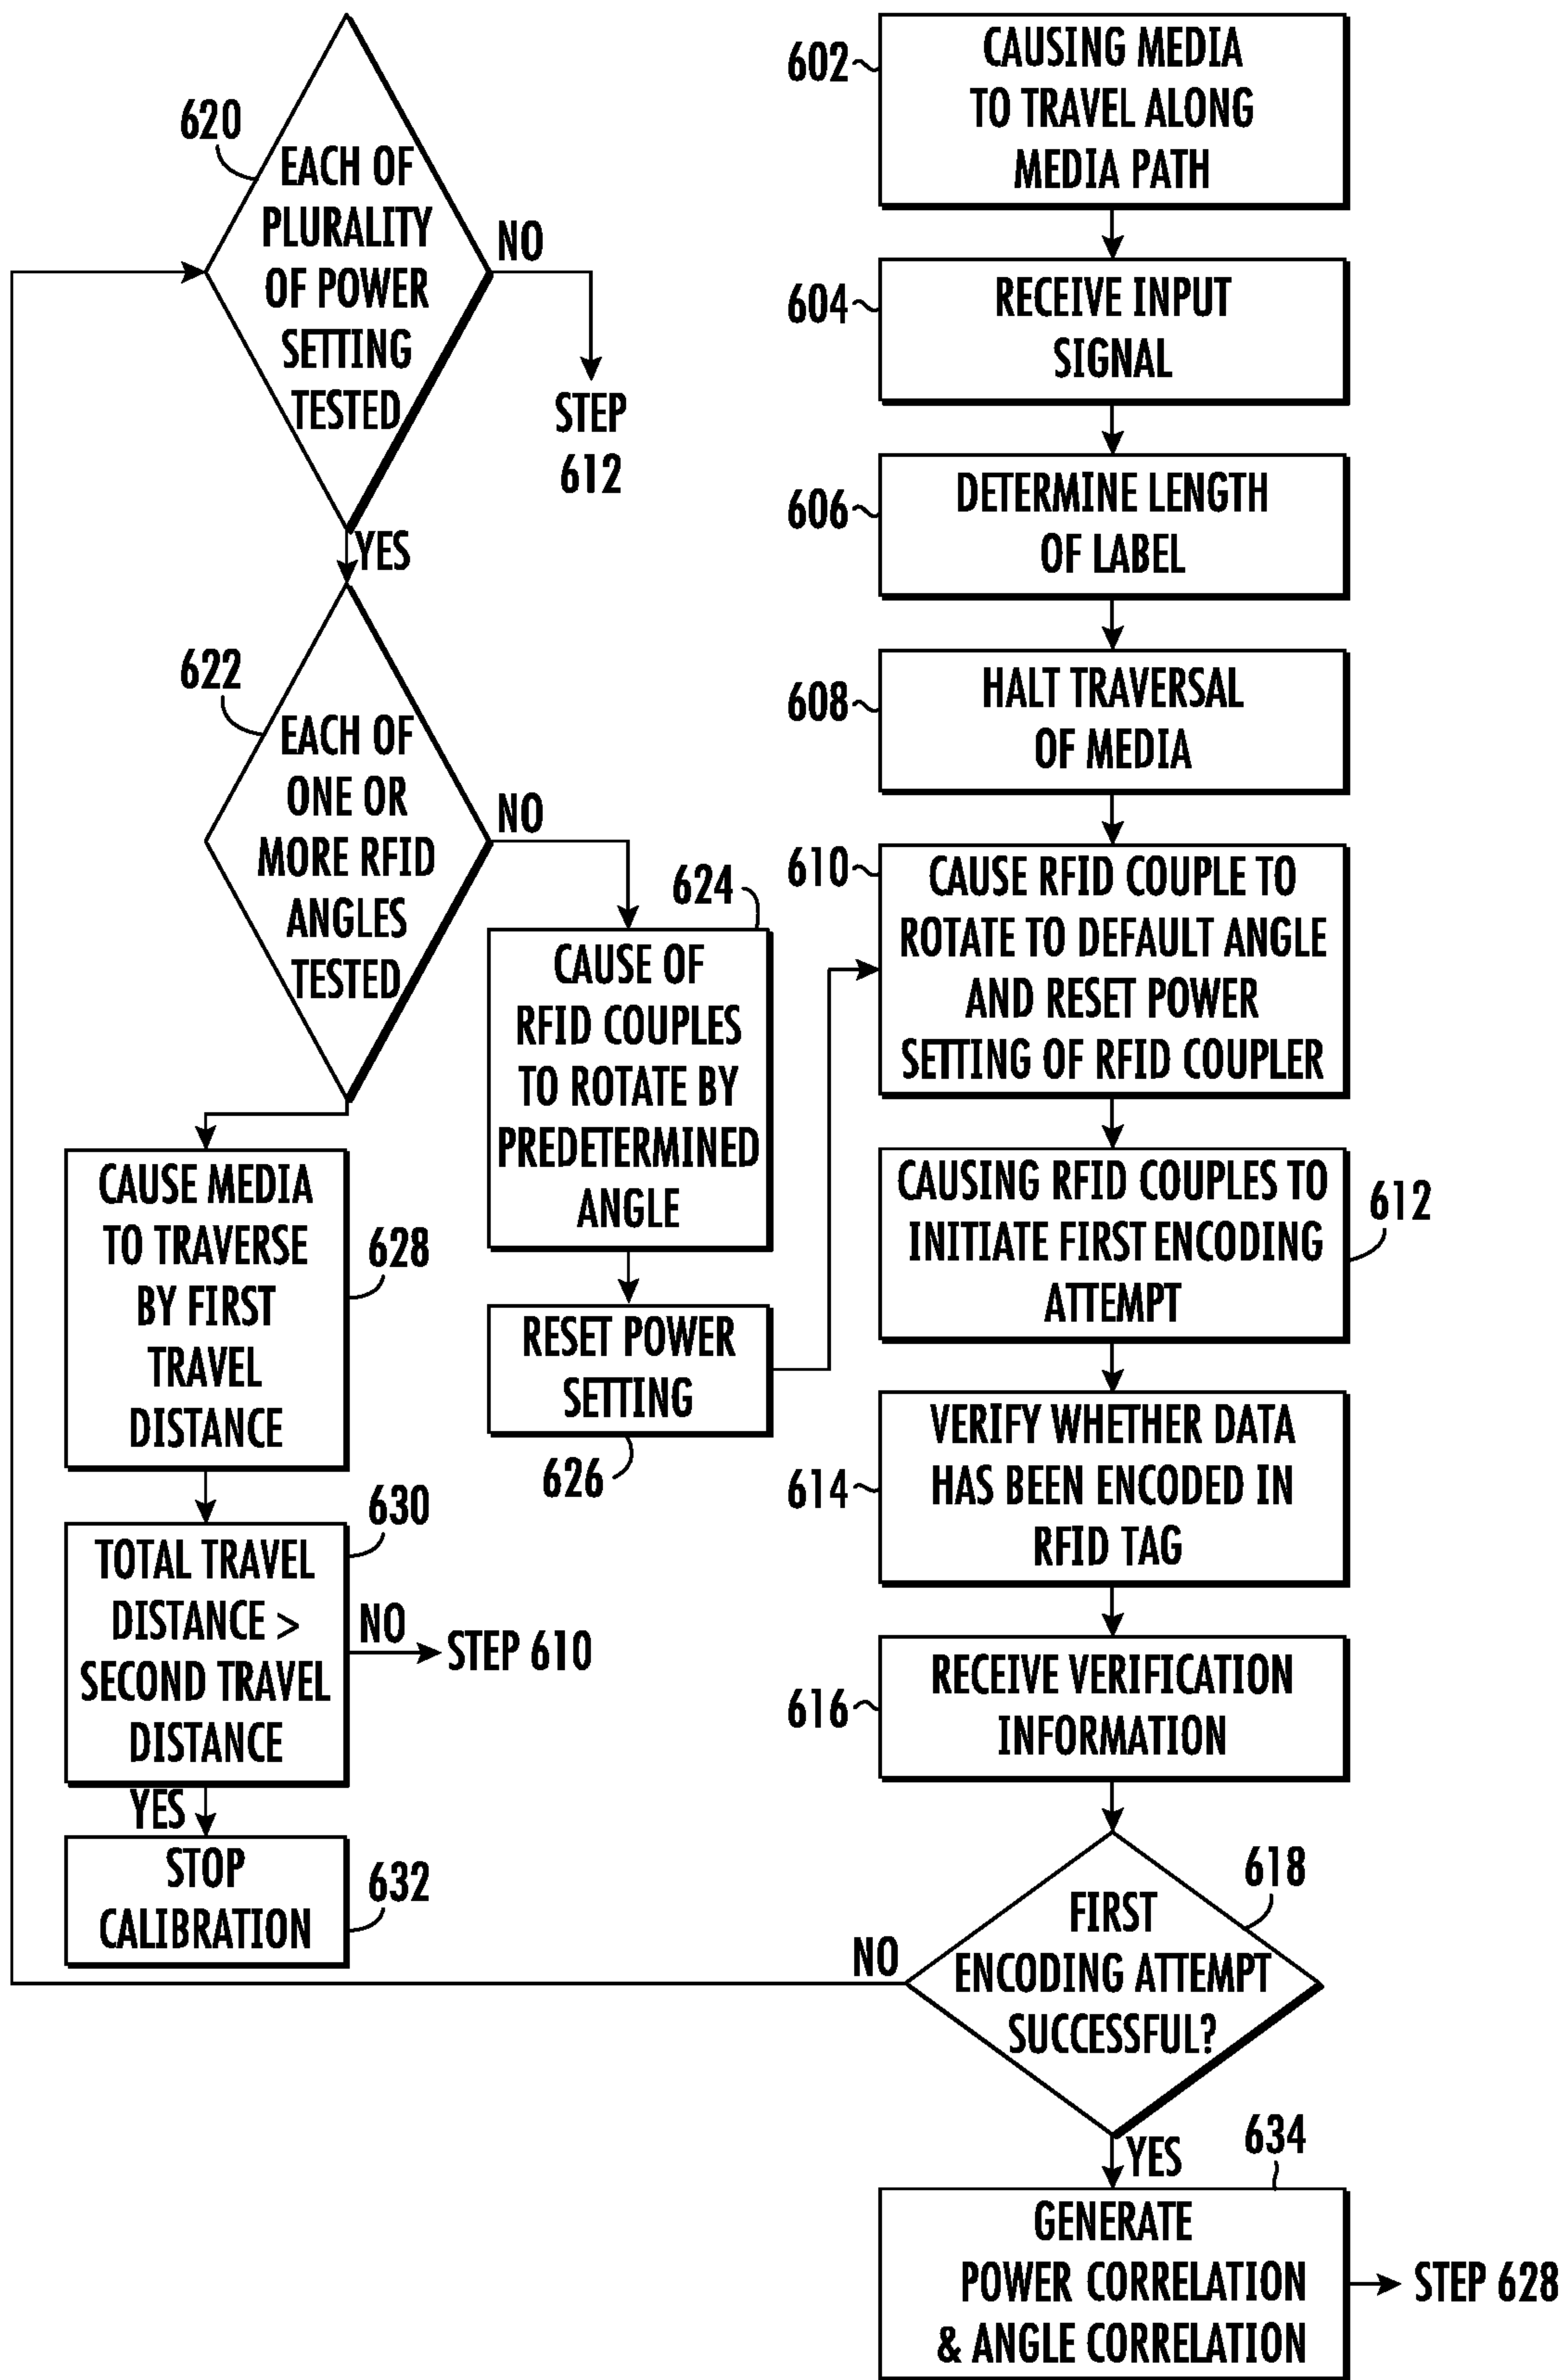 602
CAUSING MEDIA
TO TRAVEL ALONG
MEDIA PATH
604
RECEIVE INPUT
SIGNAL
606
DETERMINE LENGTH
OF LABEL
608
HALT TRAVERSAL
OF MEDIA
610
CAUSE RFID COUPLE TO
ROTATE TO DEFAULT ANGLE
AND RESET POWER
SETTING OF RFID COUPLER
CAUSING RFID COUPLES TO
INITIATE FIRST ENCODING
ATTEMPT
612
614
VERIFY WHETHER DATA
HAS BEEN ENCODED IN
RFID TAG
616
RECEIVE VERIFICATION
INFORMATION
618
FIRST
ENCODING ATTEMPT
SUCCESSFUL?
NO
YES
634
GENERATE
POWER CORRELATION
& ANGLE CORRELATION
STEP 628
620
EACH OF
PLURALITY
OF POWER
SETTING
TESTED
NO
STEP
612
YES
622
EACH OF
ONE OR
MORE RFID
ANGLES
TESTED
NO
624
CAUSE OF
RFID COUPLES
TO ROTATE BY
PREDETERMINED
ANGLE
RESET POWER
SETTING
626
CAUSE MEDIA
TO TRAVERSE
BY FIRST
TRAVEL
DISTANCE
628
630
TOTAL TRAVEL
DISTANCE >
SECOND TRAVEL
DISTANCE
NO
STEP 610
YES
STOP
CALIBRATION
632